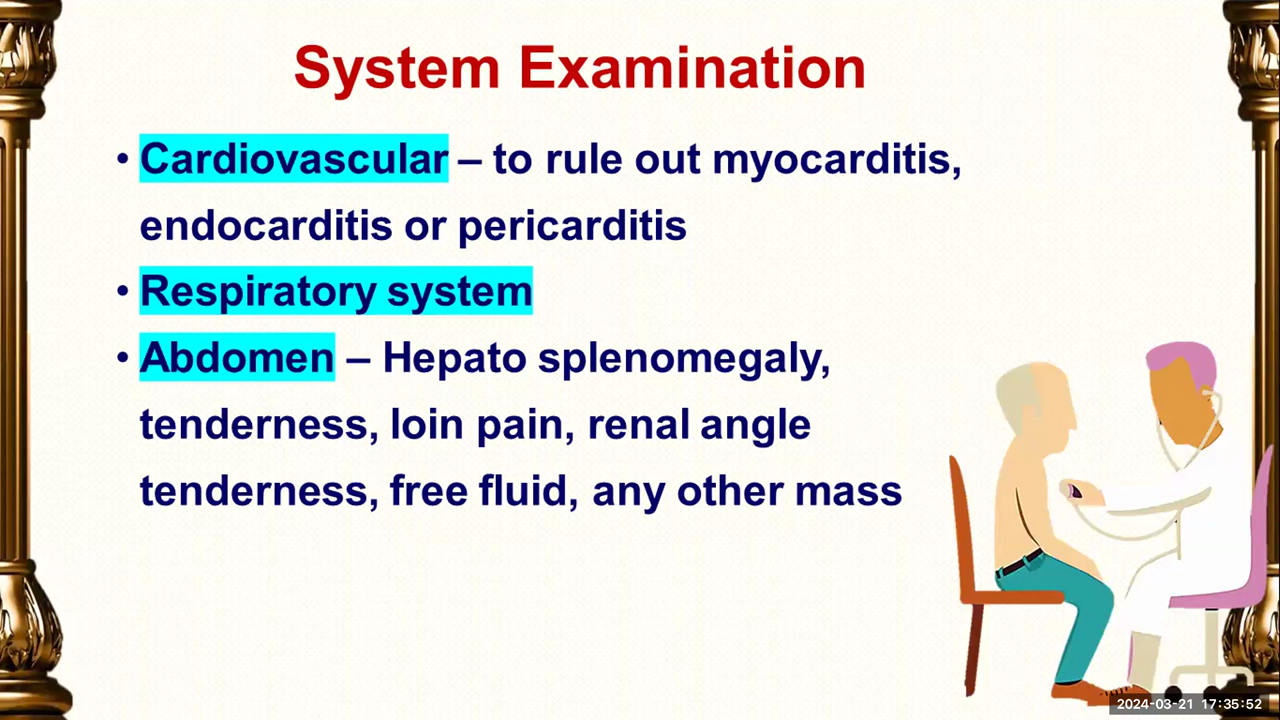 System Examination
• Cardiovascular – to rule out myocarditis,
endocarditis or pericarditis
• Respiratory system
• Abdomen – Hepato splenomegaly,
tenderness, loin pain, renal angle
tenderness, free fluid, any other mass
2024-03-21 17:35:52